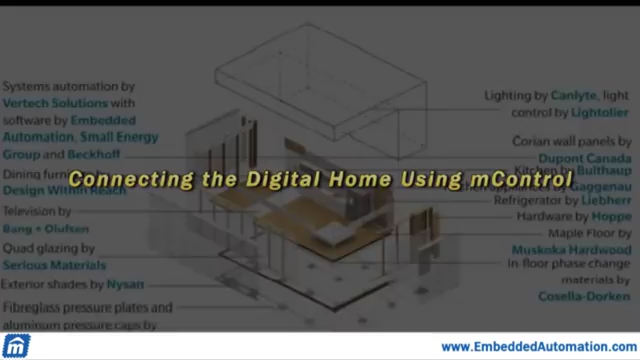 Systems automation by
Vertech Solutions with
software by Embedded
Automation, Small Energy
Group and Beckhoff
Dining furni
Design Within Reach
Television by
Bang + Olufsen
Quad glazing by
Serious Materials
Exterior shades by Nysan
Fibreglass pressure plates and
aluminum pressure caps by
Connecting the Digital Home Using mControl
Lighting by Canlyte, light
control by Lightolier
Corian wall panels by
Dupont Canada
Kitchen by Bulthaup
Gaggenau
Refrigerator by Liebherr
Hardware by Hoppe
Maple Floor by
Muskoka Hardwood
In-floor phase change
materials by
Cosella-Dorken
m
www.EmbeddedAutomation.com